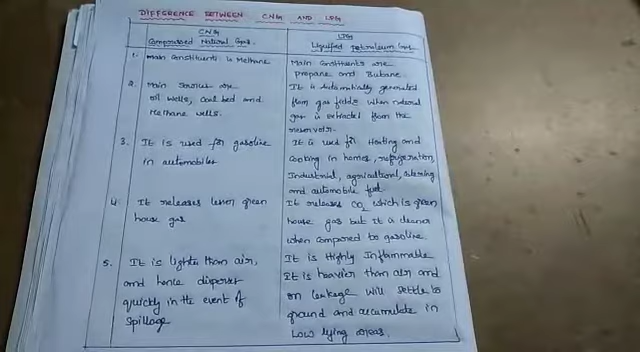 DIFFERENCE BETWEEN CNG AND LPG
CNG
Compressed Natural Gas.
LPG
Liquified Petroleum Gas
1. Main Constituents is Methane
Main Constituents are
propane and Butane.
2. Main Sources are
oil wells, coal bed and
Methane wells.
It is automatically generated
from gas fields when natural
gas is extracted from the
reservoir.
3. It is used for gasoline
in automobiles
It is used for Heating and
Cooking in homes, refrigeration,
Industrial, agricultural, catering
and automobile fuel.
4. It releases lesser green
house gas
It releases CO2 which is green
house gas but it is cleaner
when compared to gasoline.
5. It is lighter than air,
and hence disperses
quickly in the event of
Spillage
It is Highly Inflammable
It is heavier than air and
on leakage will settle to
ground and accumulate in
Low lying areas.